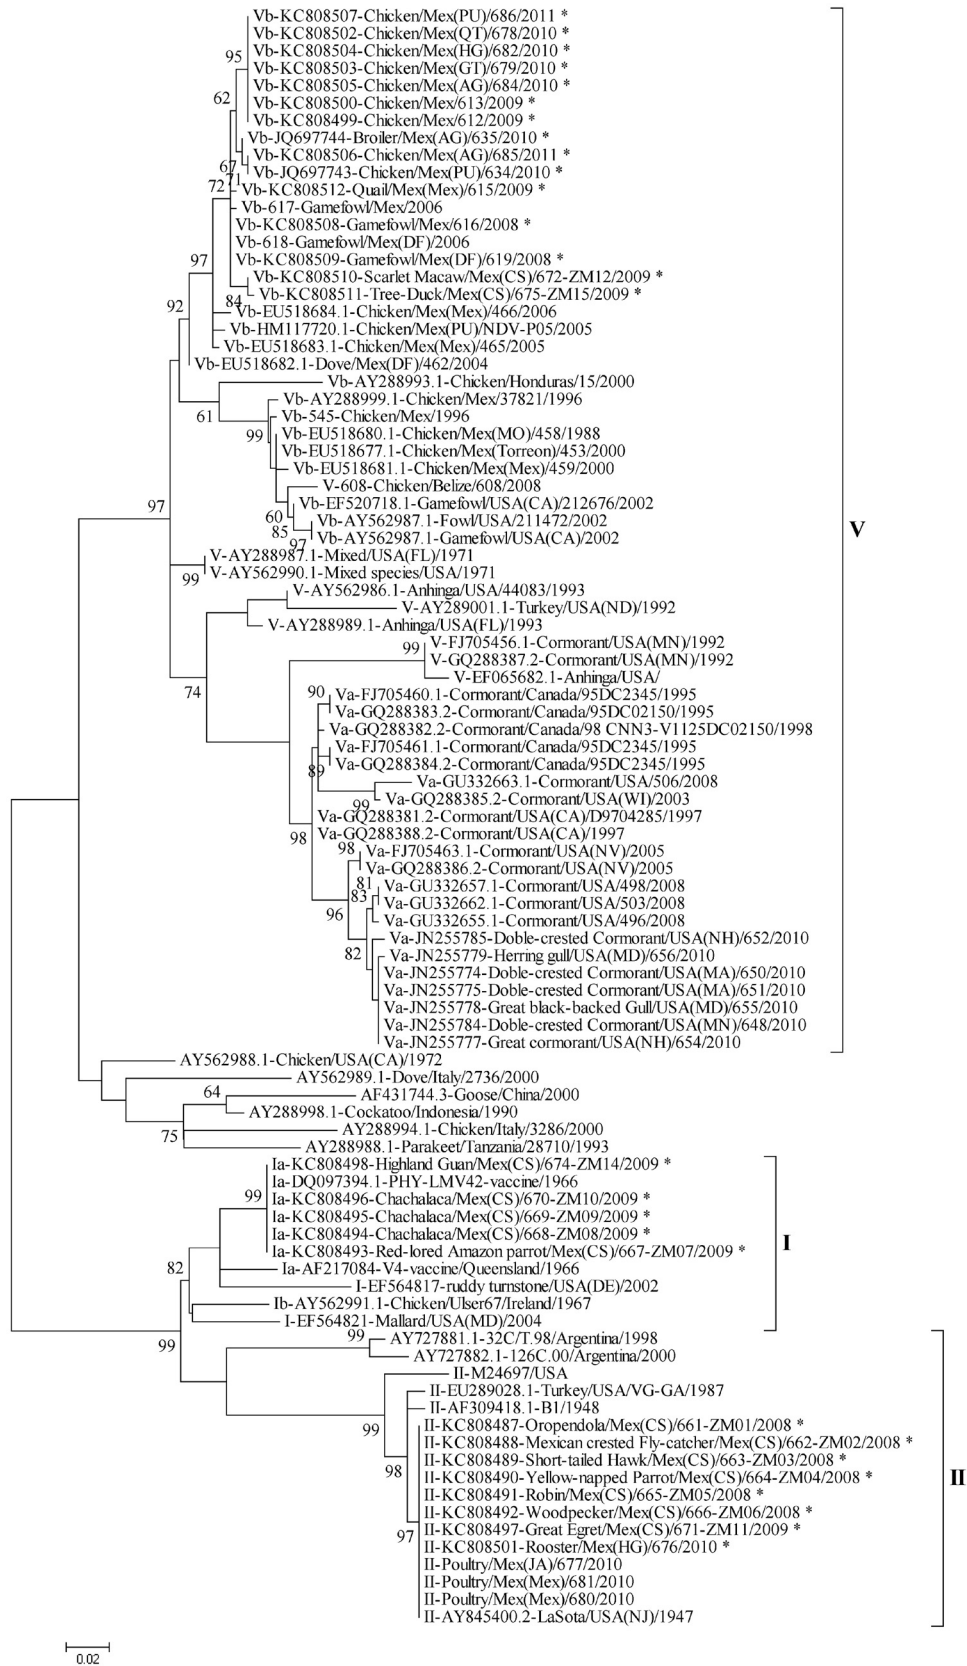 Vb-KC808507-Chicken/Mex(PU)/686/2011 *
Vb-KC808502-Chicken/Mex(QT)/678/2010 *
Vb-KC808504-Chicken/Mex(HG)/682/2010 *
95
Vb-KC808503-Chicken/Mex(GT)/679/2010 *
Vb-KC808505-Chicken/Mex(AG)/684/2010 *
62
Vb-KC808500-Chicken/Mex/613/2009 *
Vb-KC808499-Chicken/Mex/612/2009 *
Vb-JQ697744-Broiler/Mex(AG)/635/2010 *
Vb-KC808506-Chicken/Mex(AG)/685/2011 *
67
Vb-JQ697743-Chicken/Mex(PU)/634/2010 *
71
72
Vb-KC808512-Quail/Mex(Mex)/615/2009 *
Vb-617-Gamefowl/Mex/2006
Vb-KC808508-Gamefowl/Mex/616/2008 *
Vb-618-Gamefowl/Mex(DF)/2006
97
Vb-KC808509-Gamefowl/Mex(DF)/619/2008 *
Vb-KC808510-Scarlet Macaw/Mex(CS)/672-ZM12/2009 *
Vb-KC808511-Tree-Duck/Mex(CS)/675-ZM15/2009 *
84
92
Vb-EU518684.1-Chicken/Mex(Mex)/466/2006
Vb-HM117720.1-Chicken/Mex(PU)/NDV-P05/2005
Vb-EU518683.1-Chicken/Mex(Mex)/465/2005
Vb-EU518682.1-Dove/Mex(DF)/462/2004
Vb-AY288993.1-Chicken/Honduras/15/2000
Vb-AY288999.1-Chicken/Mex/37821/1996
61
Vb-545-Chicken/Mex/1996
99
Vb-EU518680.1-Chicken/Mex(MO)/458/1988
Vb-EU518677.1-Chicken/Mex(Torreon)/453/2000
Vb-EU518681.1-Chicken/Mex(Mex)/459/2000
V-608-Chicken/Belize/608/2008
97
Vb-EF520718.1-Gamefowl/USA(CA)/212676/2002
60
Vb-AY562987.1-Fowl/USA/211472/2002
85
V
Vb-AY562987.1-Gamefowl/USA(CA)/2002
97
V-AY288987.1-Mixed/USA(FL)/1971
99
V-AY562990.1-Mixed species/USA/1971
V-AY562986.1-Anhinga/USA/44083/1993
V-AY289001.1-Turkey/USA(ND)/1992
V-AY288989.1-Anhinga/USA(FL)/1993
V-FJ705456.1-Cormorant/USA(MN)/1992
99
V-GQ288387.2-Cormorant/USA(MN)/1992
V-EF065682.1-Anhinga/USA/
74
90
Va-FJ705460.1-Cormorant/Canada/95DC2345/1995
Va-GQ288383.2-Cormorant/Canada/95DC02150/1995
Va-GQ288382.2-Cormorant/Canada/98 CNN3-V1125DC02150/1998
Va-FJ705461.1-Cormorant/Canada/95DC2345/1995
Va-GQ288384.2-Cormorant/Canada/95DC2345/1995
89
Va-GU332663.1-Cormorant/USA/506/2008
Va-GQ288385.2-Cormorant/USA(WI)/2003
99
Va-GQ288381.2-Cormorant/USA(CA)/D9704285/1997
Va-GQ288388.2-Cormorant/USA(CA)/1997
98
98
Va-FJ705463.1-Cormorant/USA(NV)/2005
Va-GQ288386.2-Cormorant/USA(NV)/2005
81
Va-GU332657.1-Cormorant/USA/498/2008
83
Va-GU332662.1-Cormorant/USA/503/2008
96
Va-GU332655.1-Cormorant/USA/496/2008
Va-JN255785-Doble-crested Cormorant/USA(NH)/652/2010
82
Va-JN255779-Herring gull/USA(MD)/656/2010
Va-JN255774-Doble-crested Cormorant/USA(MA)/650/2010
Va-JN255775-Doble-crested Cormorant/USA(MA)/651/2010
Va-JN255778-Great black-backed Gull/USA(MD)/655/2010
Va-JN255784-Doble-crested Cormorant/USA(MN)/648/2010
Va-JN255777-Great cormorant/USA(NH)/654/2010
AY562988.1-Chicken/USA(CA)/1972
AY562989.1-Dove/Italy/2736/2000
64
AF431744.3-Goose/China/2000
AY288998.1-Cockatoo/Indonesia/1990
AY288994.1-Chicken/Italy/3286/2000
75
AY288988.1-Parakeet/Tanzania/28710/1993
Ia-KC808498-Highland Guan/Mex(CS)/674-ZM14/2009 *
Ia-DQ097394.1-PHY-LMV42-vaccine/1966
99
Ia-KC808496-Chachalaca/Mex(CS)/670-ZM10/2009 *
Ia-KC808495-Chachalaca/Mex(CS)/669-ZM09/2009 *
Ia-KC808494-Chachalaca/Mex(CS)/668-ZM08/2009 *
I
Ia-KC808493-Red-lored Amazon parrot/Mex(CS)/667-ZM07/2009 *
82
Ia-AF217084-V4-vaccine/Queensland/1966
I-EF564817-ruddy turnstone/USA(DE)/2002
Ib-AY562991.1-Chicken/Ulser67/Ireland/1967
I-EF564821-Mallard/USA(MD)/2004
99
99
AY727881.1-32C/T.98/Argentina/1998
AY727882.1-126C.00/Argentina/2000
II-M24697/USA
II-EU289028.1-Turkey/USA/VG-GA/1987
II-AF309418.1-B1/1948
99
II-KC808487-Oropendola/Mex(CS)/661-ZM01/2008 *
II-KC808488-Mexican crested Fly-catcher/Mex(CS)/662-ZM02/2008 *
II-KC808489-Short-tailed Hawk/Mex(CS)/663-ZM03/2008 *
98
II-KC808490-Yellow-napped Parrot/Mex(CS)/664-ZM04/2008 *
II
II-KC808491-Robin/Mex(CS)/665-ZM05/2008 *
II-KC808492-Woodpecker/Mex(CS)/666-ZM06/2008 *
II-KC808497-Great Egret/Mex(CS)/671-ZM11/2009 *
97
II-KC808501-Rooster/Mex(HG)/676/2010 *
II-Poultry/Mex(JA)/677/2010
II-Poultry/Mex(Mex)/681/2010
II-Poultry/Mex(Mex)/680/2010
II-AY845400.2-LaSota/USA(NJ)/1947
0.02